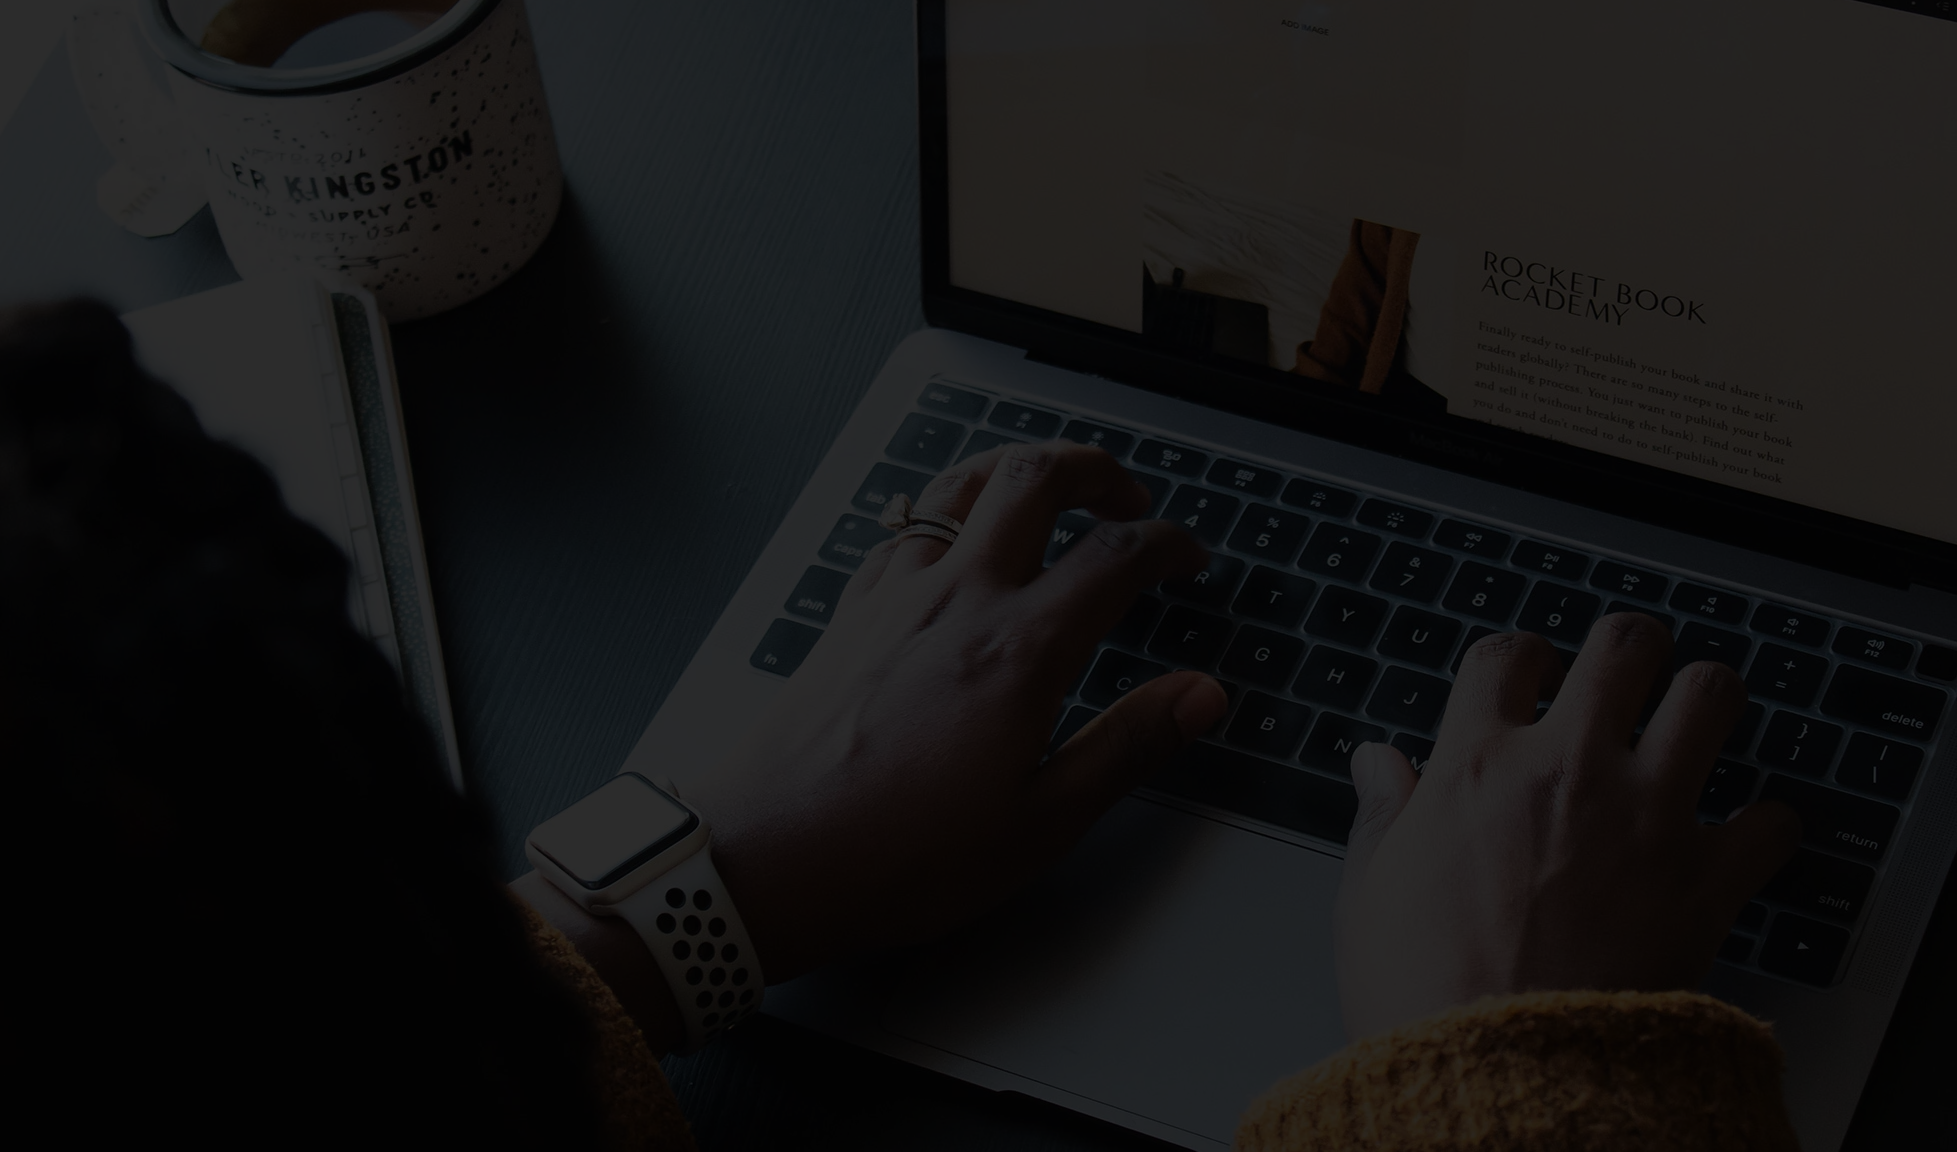 ADD IMAGE
LER KINGSTON
SUPPLY CO
USA
ROCKET BOOK
ACADEMY
Finally ready to self-publish your book and share it with
readers globally? There are so many steps to the self-
publishing process. You just want to publish your book
and sell it (without breaking the bank). Find out what
you do and don't need to do to self-publish your book
esc
F1
F3
F4
F5
F6
F7
F8
F9
F10
F11
F12
~
`
$
4
%
5
^
6
&
7
*
8
(
9
-
+
=
delete
tab
W
R
T
Y
U
}
]
|
\
caps
F
G
H
J
"
'
return
shift
C
B
N
M
shift
fn